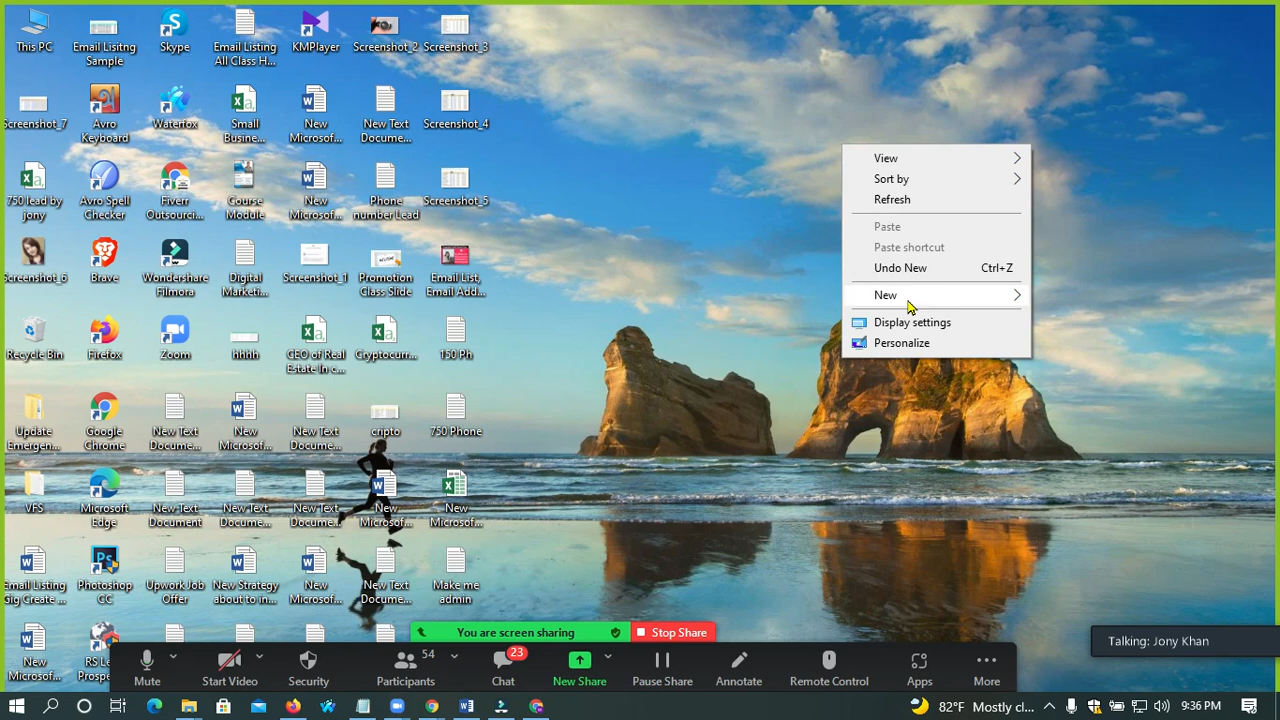 This PC
Email Lisitng
Sample
Skype
Email Listing
All Class H...
KMPlayer
Screenshot_2
Screenshot_3
Screenshot_7
Avro
Keyboard
Waterfox
Small
Busine...
New
Microsof...
New Text
Docume...
Screenshot_4
750 lead by
jony
Avro Spell
Checker
Fiverr
Outsourci...
Course
Module
New
Microsof...
Phone
number Lead
Screenshot_5
Screenshot_6
Brave
Wondershare
Filmora
Digital
Marketi...
Screenshot_1
Promotion
Class Slide
Email List,
Email Add...
Recycle Bin
Firefox
Zoom
hhhh
CEO of Real
Estate In c...
Cryptocurr...
150 Ph
Update
Emergen...
Google
Chrome
New Text
Docume...
New
Microsof...
New Text
Docume...
cripto
750 Phone
VFS
Microsoft
Edge
New Text
Document
New Text
Docume...
New Text
Docume...
New
Microsof...
New
Microsof...
Email Listing
Gig Create ...
Photoshop
CC
Upwork Job
Offer
New Strategy
about to in...
New
Microsof...
New Text
Docume...
Make me
admin
New
Microsof...
RS Le
Prospe
View
Sort by
Refresh
Paste
Paste shortcut
Undo New Ctrl+Z
New
Display settings
Personalize
You are screen sharing
Stop Share
Talking: Jony Khan
54
23
Mute
Start Video
Security
Participants
Chat
New Share
Pause Share
Annotate
Remote Control
Apps
More
82°F Mostly cl...
9:36 PM